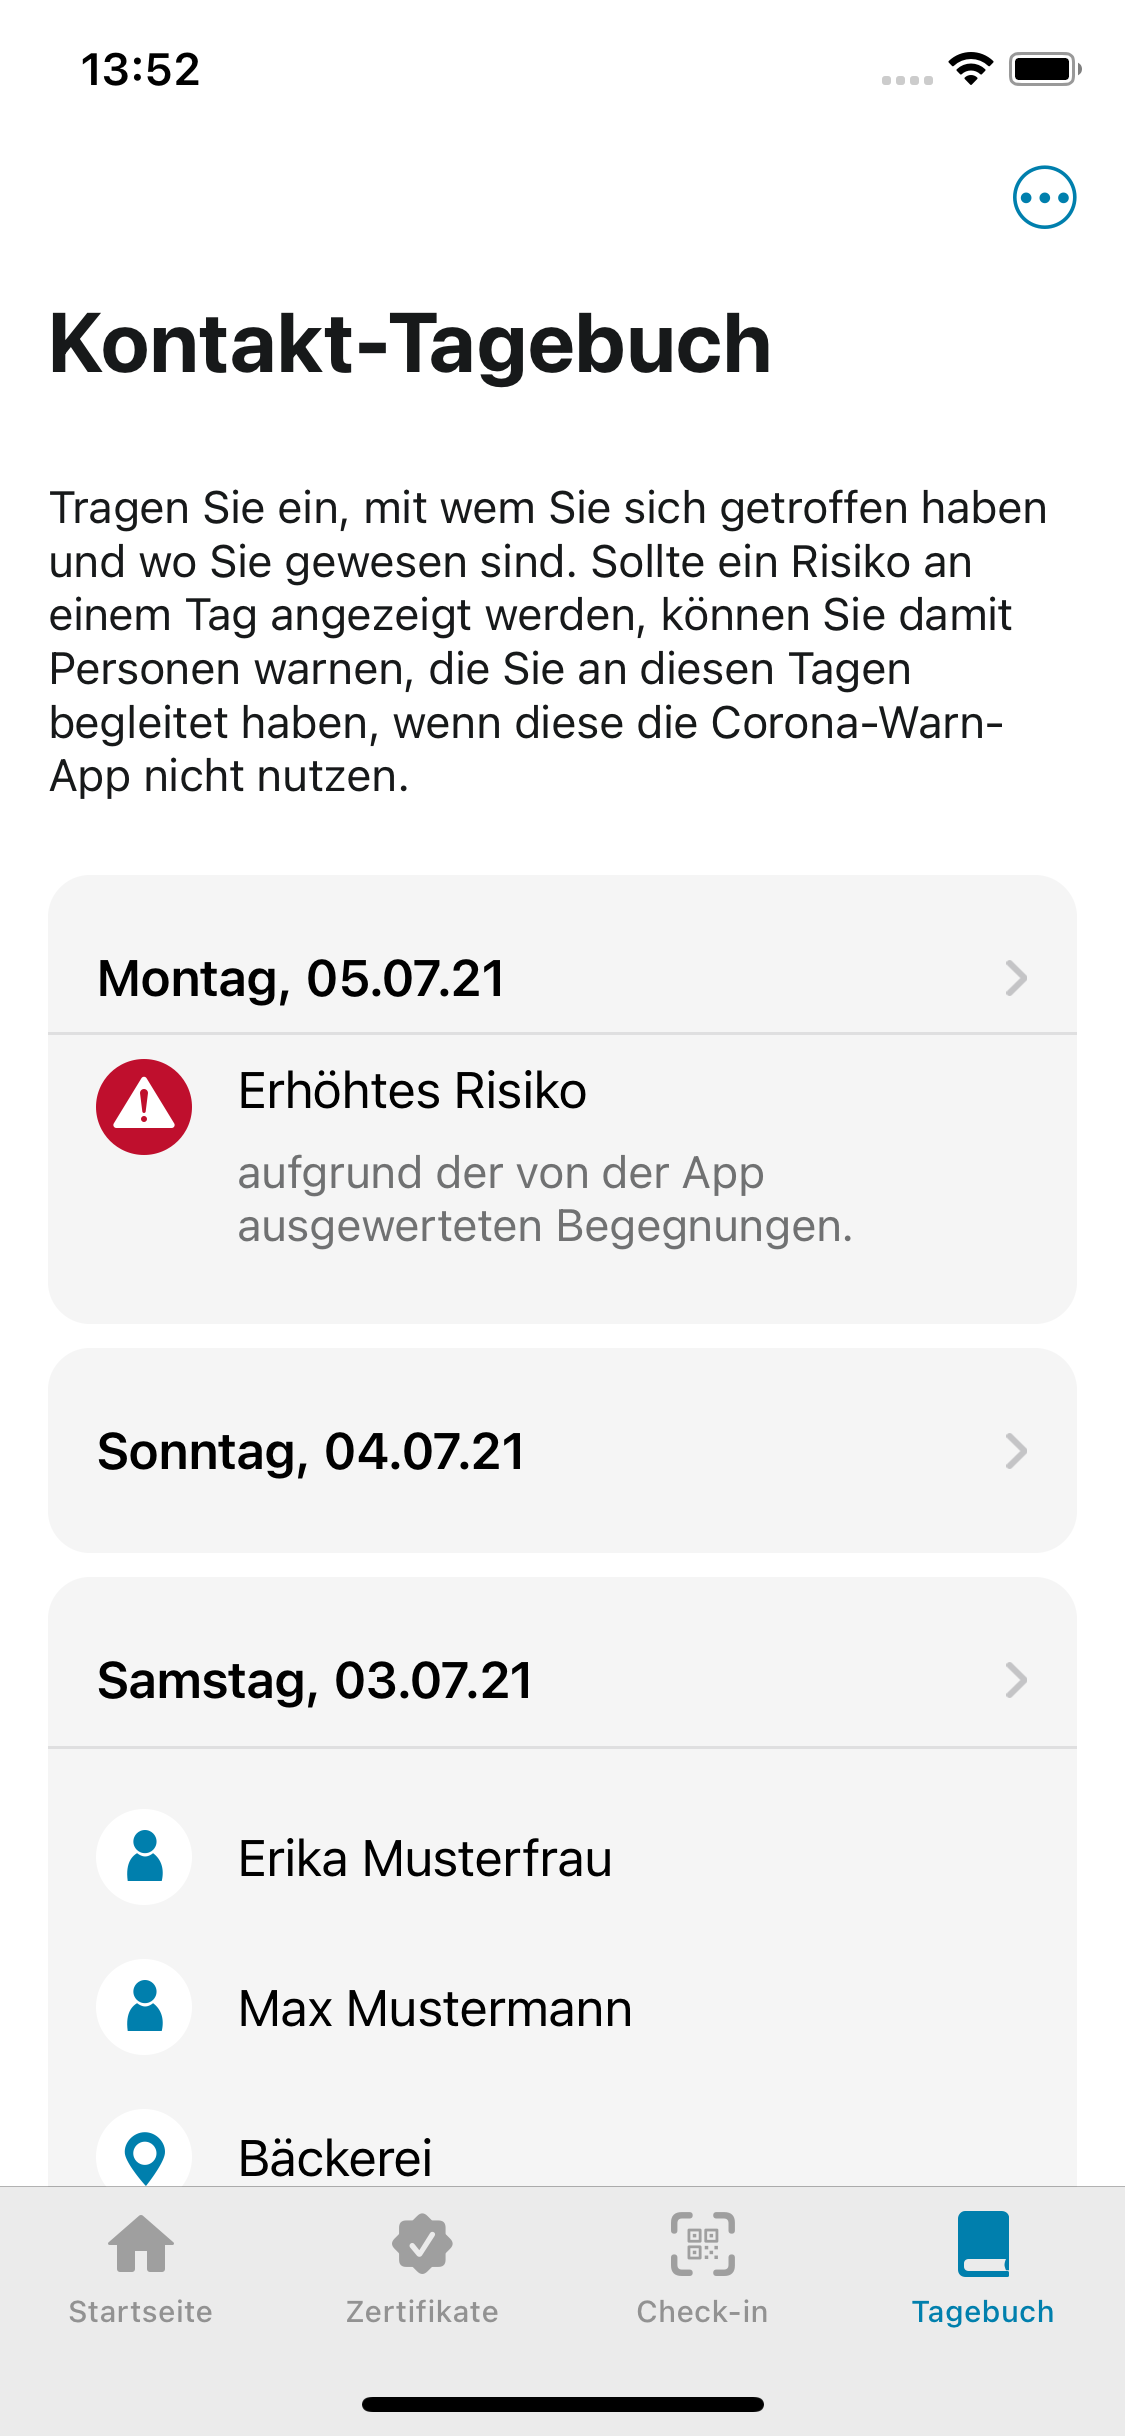 13:52
Kontakt-Tagebuch
Tragen Sie ein, mit wem Sie sich getroffen haben
und wo Sie gewesen sind. Sollte ein Risiko an
einem Tag angezeigt werden, können Sie damit
Personen warnen, die Sie an diesen Tagen
begleitet haben, wenn diese die Corona-Warn-
App nicht nutzen.
Montag, 05.07.21
Erhöhtes Risiko
aufgrund der von der App
ausgewerteten Begegnungen.
Sonntag, 04.07.21
Samstag, 03.07.21
Erika Musterfrau
Max Mustermann
Bäckerei
Startseite
Zertifikate
Check-in
Tagebuch